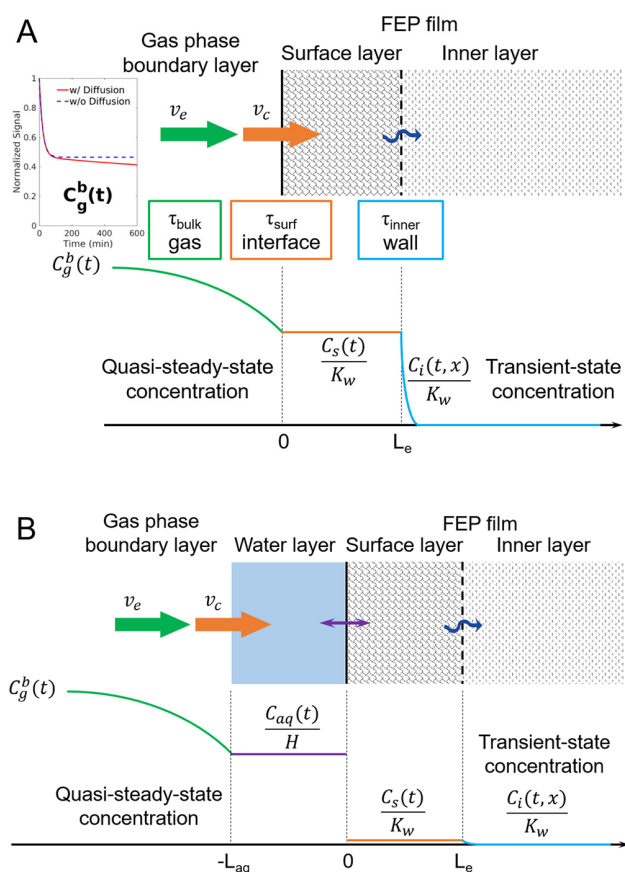 A
FEP film
Gas phase
boundary layer
Surface layer
Inner layer
w/ Diffusion
w/o Diffusion
Normalized Signal
1
0.8
0.6
0.4
0.2
0
0
200
400
600
Time (min)
C_g^b(t)
v_e
v_c
τ_bulk
gas
τ_surf
interface
τ_inner
wall
C_g^b(t)
Quasi-steady-state
concentration
C_s(t)
K_w
C_i(t, x)
K_w
Transient-state
concentration
0
L_e
B
FEP film
Gas phase
boundary layer
Water layer
Surface layer
Inner layer
v_e
v_c
C_g^b(t)
C_aq(t)
H
Quasi-steady-state
concentration
C_s(t)
K_w
Transient-state
concentration
C_i(t, x)
K_w
-L_aq
0
L_e